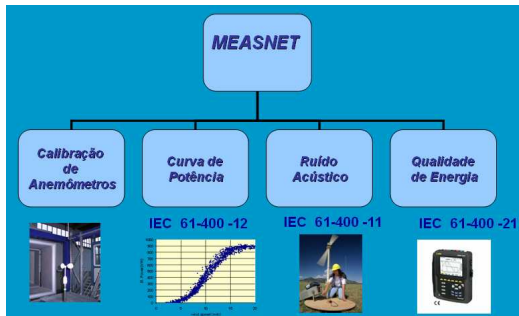 MEASNET
Calibração
de
Anemômetros
Curva de
Potência
Ruído
Acústico
Qualidade
de Energia
IEC 61-400 -12
IEC 61-400 -11
IEC 61-400 -21